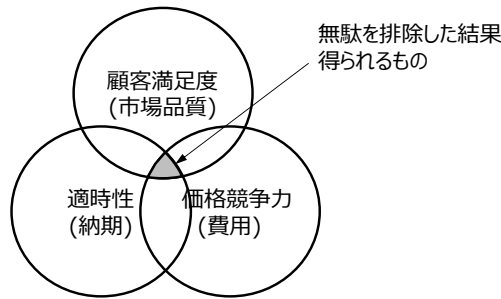 無駄を排除した結果
得られるもの
顧客満足度
(市場品質)
適時性
(納期)
価格競争力
(費用)